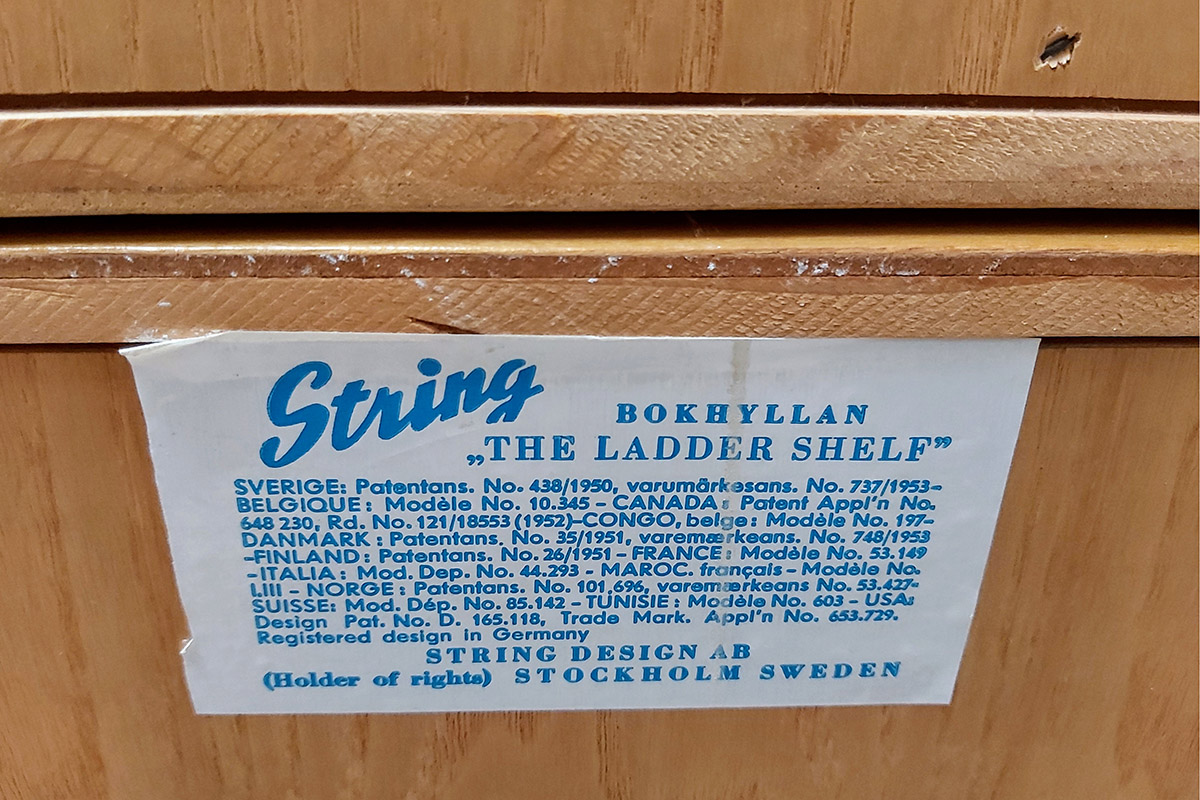 String
BOKHYLLAN
„THE LADDER SHELF”
SVERIGE: Patentans. No. 438/1950, varumärkesans. No. 737/1953-
BELGIQUE: Modèle No. 10.345 - CANADA: Patent Appl'n No.
648 230, Rd. No. 121/18553 (1952)-CONGO, belge: Modèle No. 197-
DANMARK: Patentans. No. 35/1951, varemærkeans. No. 748/1953
-FINLAND: Patentans. No. 26/1951 - FRANCE: Modèle No. 53.149
-ITALIA: Mod. Dep. No. 44.293 - MAROC. français - Modèle No.
I.III - NORGE: Patentans. No. 101.696, varemærkeans No. 53.427-
SUISSE: Mod. Dép. No. 85.142 - TUNISIE: Modèle No. 603 - USA:
Design Pat. No. D. 165.118, Trade Mark. Appl'n No. 653.729.
Registered design in Germany
STRING DESIGN AB
(Holder of rights) STOCKHOLM SWEDEN